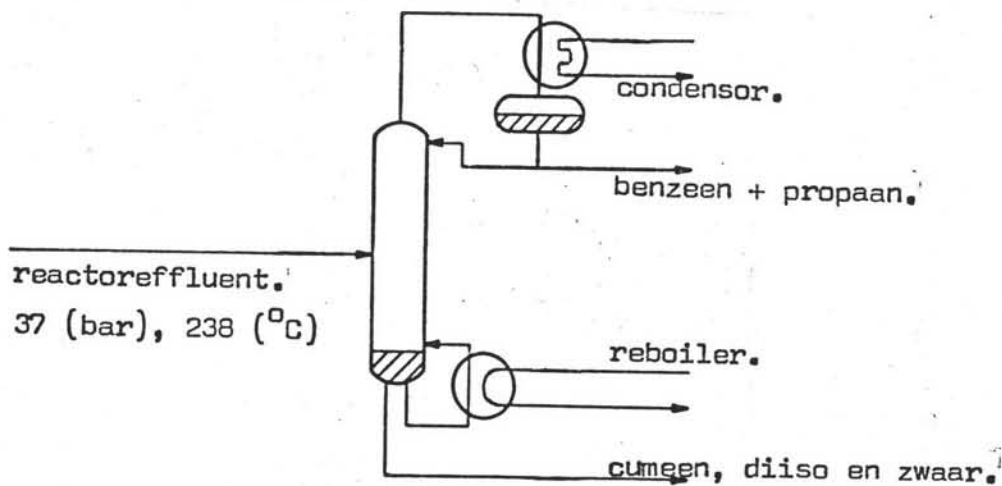 condensor.
benzeen + propaan.
reactoreffluent.
37 (bar), 238 (°C)
reboiler.
cumeen, diiso en zwaar.